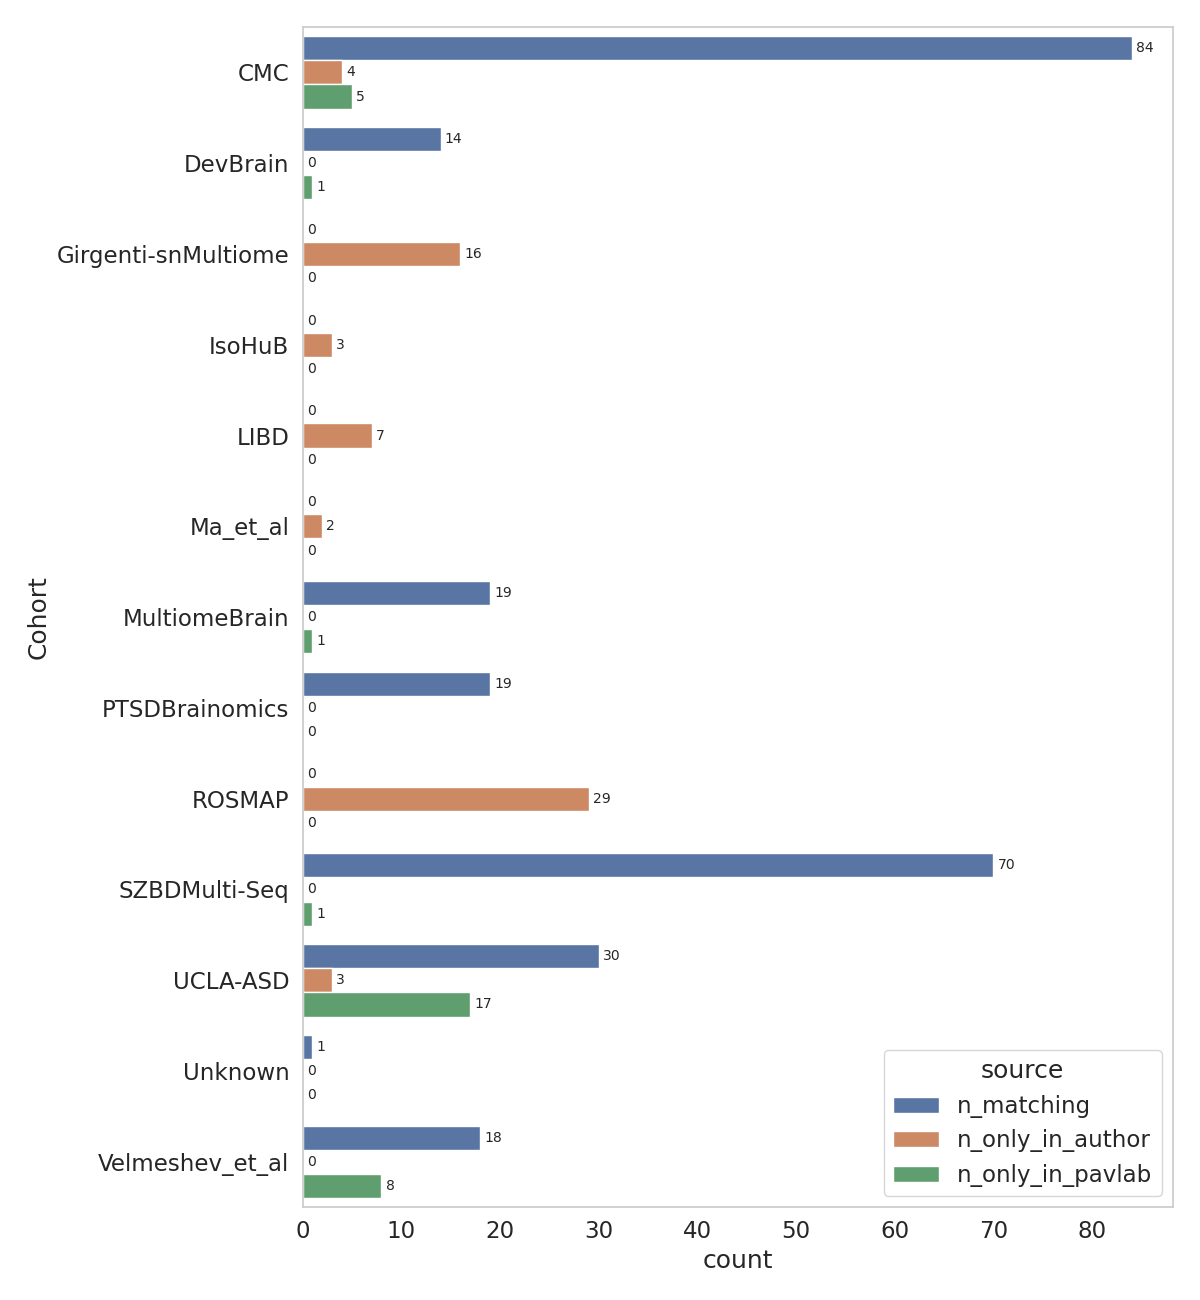 CMC
84
4
5
DevBrain
14
0
1
Girgenti-snMultiome
0
16
0
IsoHuB
0
3
0
LIBD
0
7
0
Ma_et_al
0
2
0
MultiomeBrain
19
0
1
PTSDBrainomics
19
0
0
ROSMAP
0
29
0
SZBDMulti-Seq
70
0
1
UCLA-ASD
30
3
17
Unknown
1
0
0
Velmeshev_et_al
18
0
8
Cohort
source
n_matching
n_only_in_author
n_only_in_pavlab
0 10 20 30 40 50 60 70 80
count